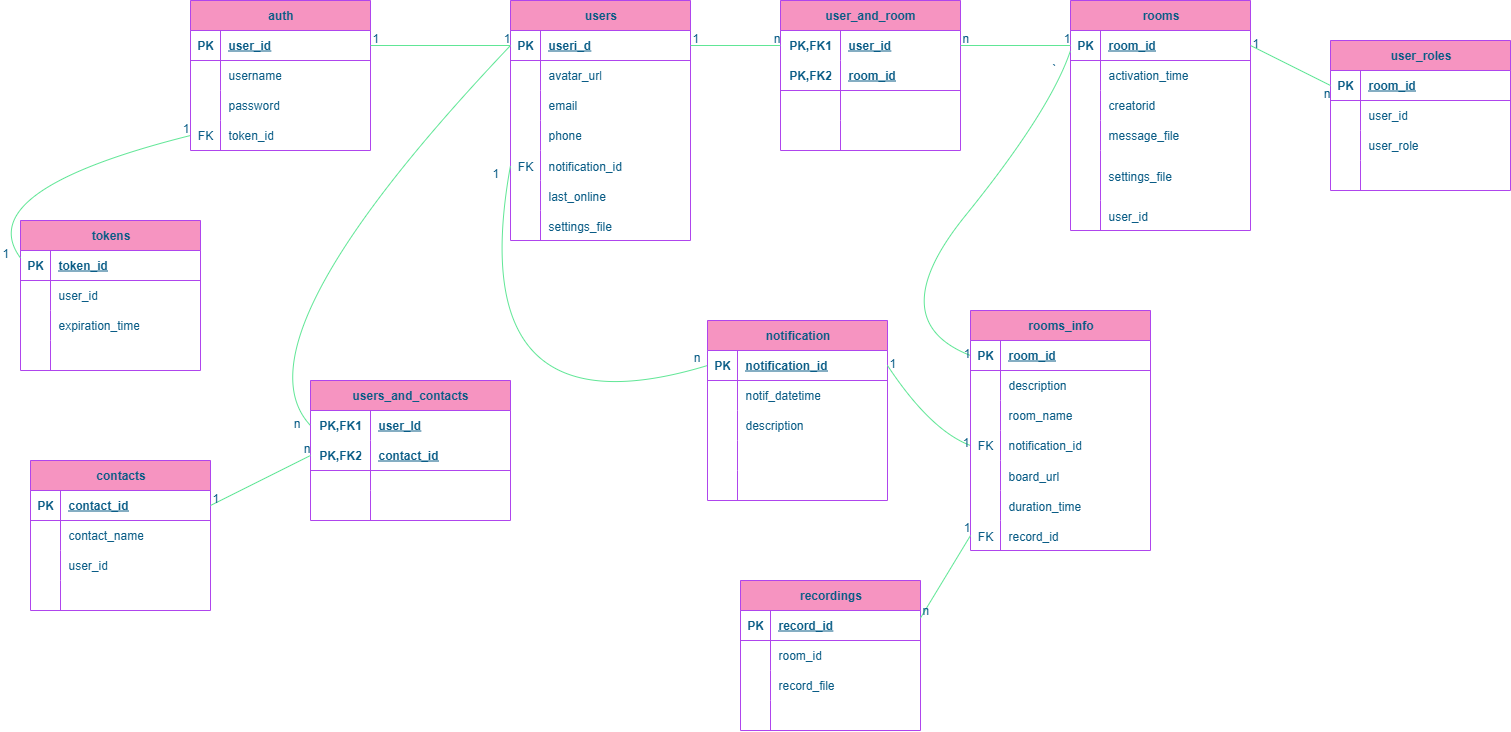 auth
PK user_id
username
password
FK token_id
1
1
users
PK useri_d
avatar_url
email
phone
FK notification_id
last_online
settings_file
1
1
1
n
user_and_room
PK,FK1 user_id
PK,FK2 room_id
n
1
`
rooms
PK room_id
activation_time
creatorid
message_file
settings_file
user_id
1
n
user_roles
PK room_id
user_id
user_role
1
tokens
PK token_id
user_id
expiration_time
n
notification
PK notification_id
notif_datetime
description
1
1
rooms_info
PK room_id
description
room_name
1
FK notification_id
board_url
duration_time
1
FK record_id
users_and_contacts
n
PK,FK1 user_Id
n
PK,FK2 contact_id
contacts
PK contact_id
contact_name
user_id
1
recordings
n
PK record_id
room_id
record_file